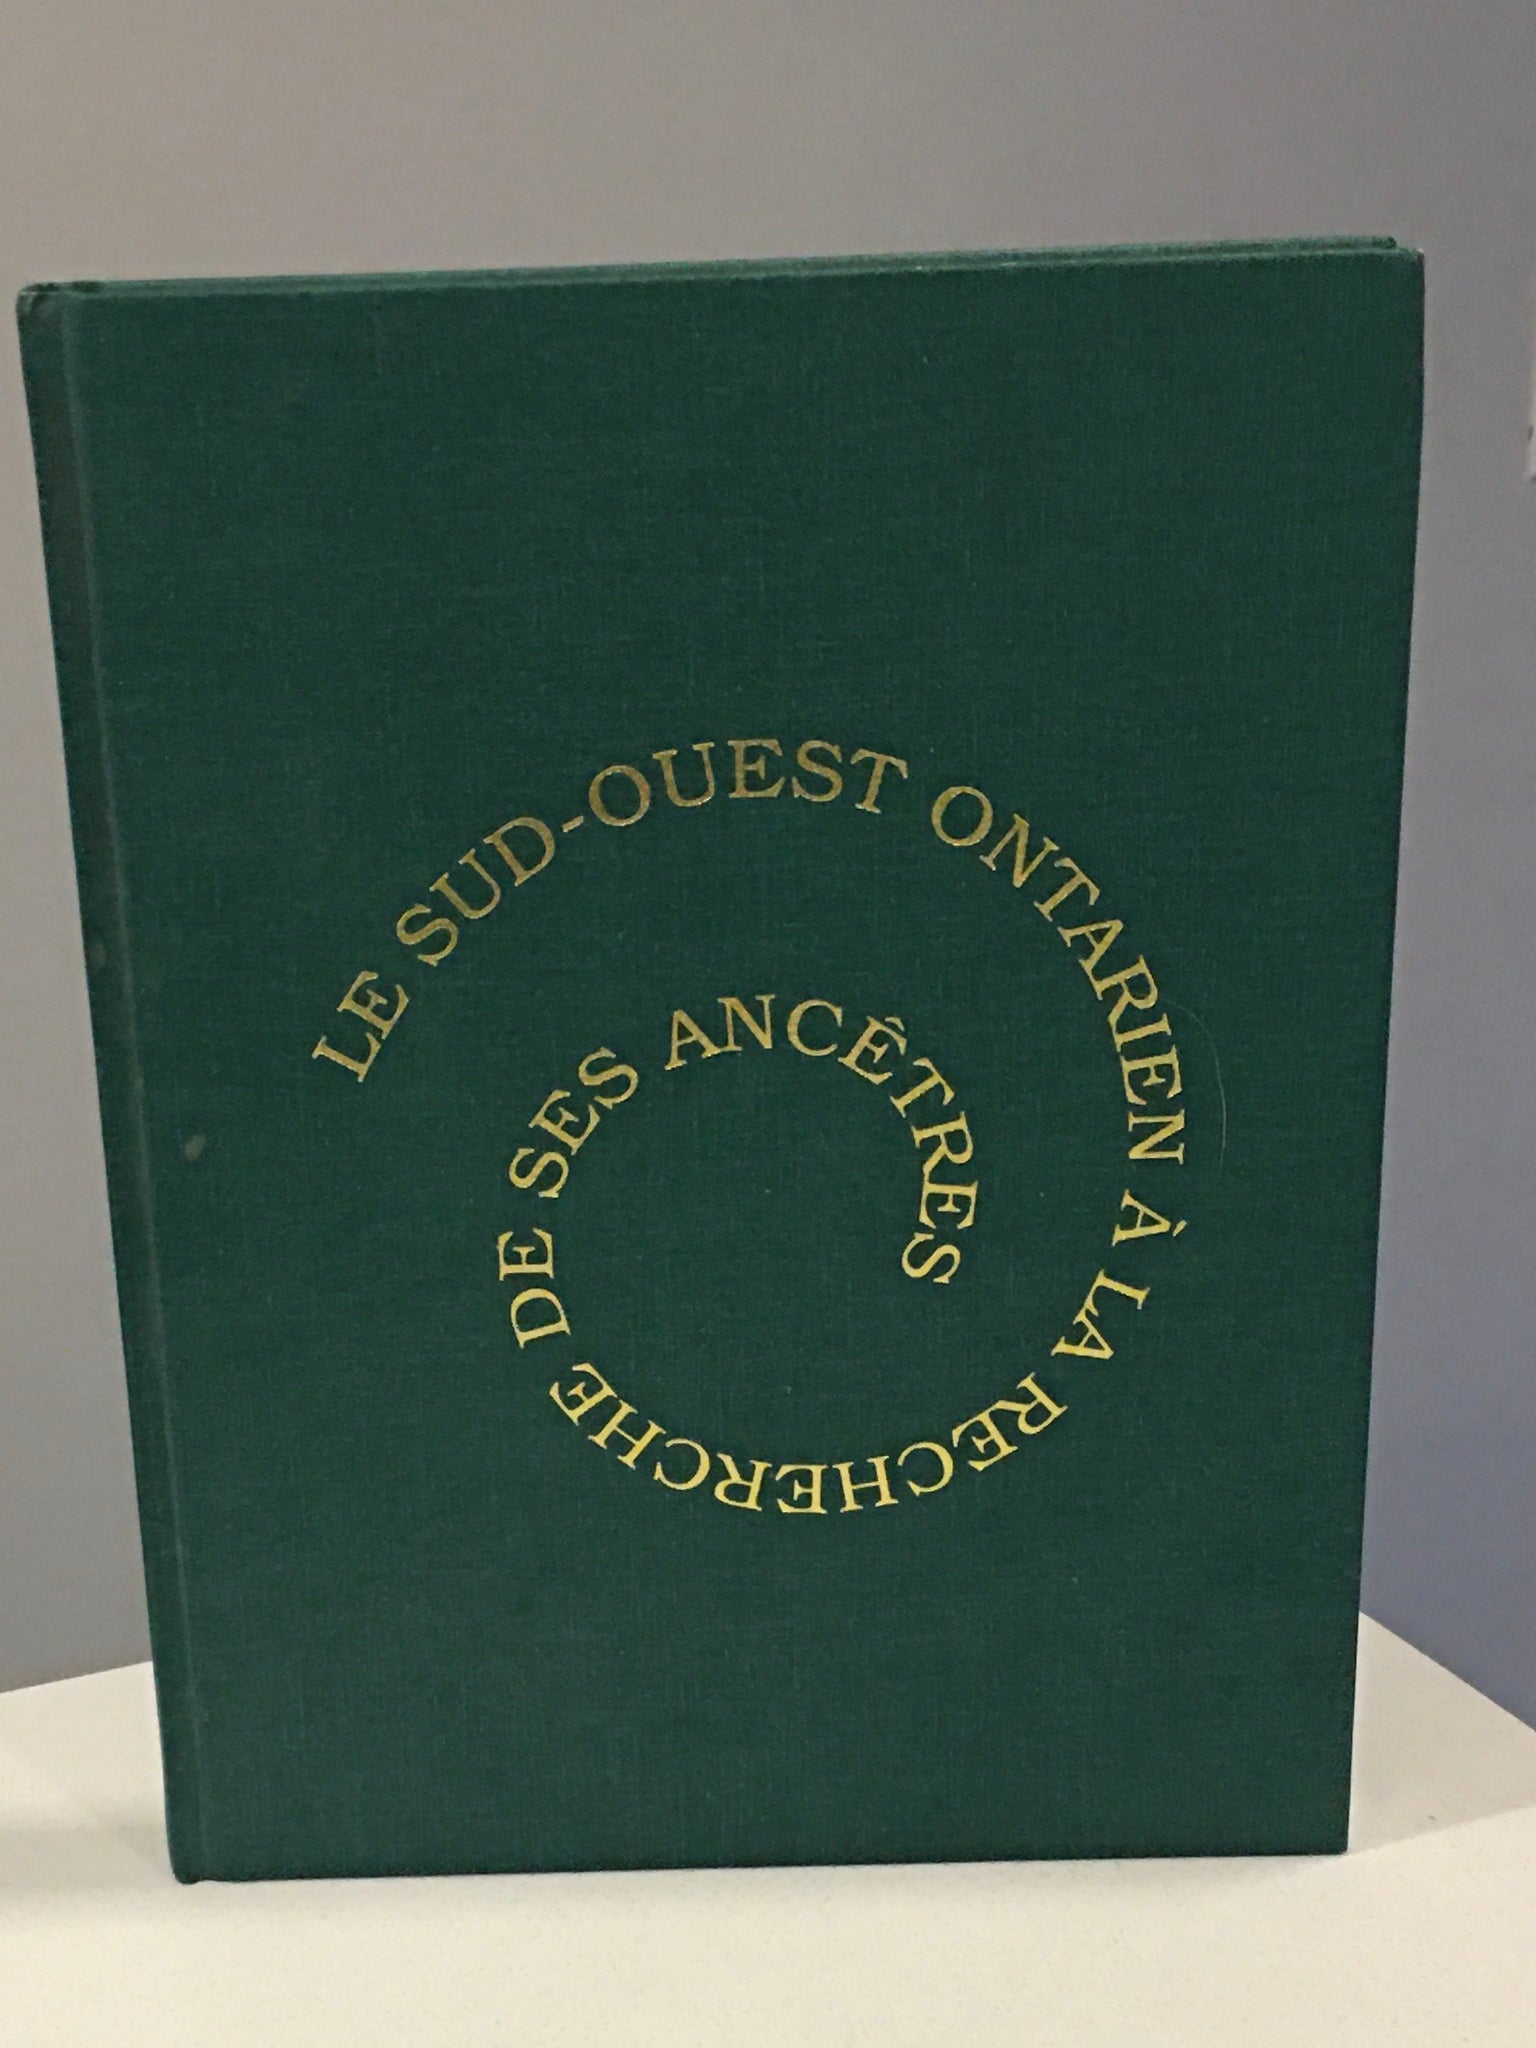 LE SUD-OUEST ONTARIEN À LA RECHERCHE DE SES ANCÊTRES